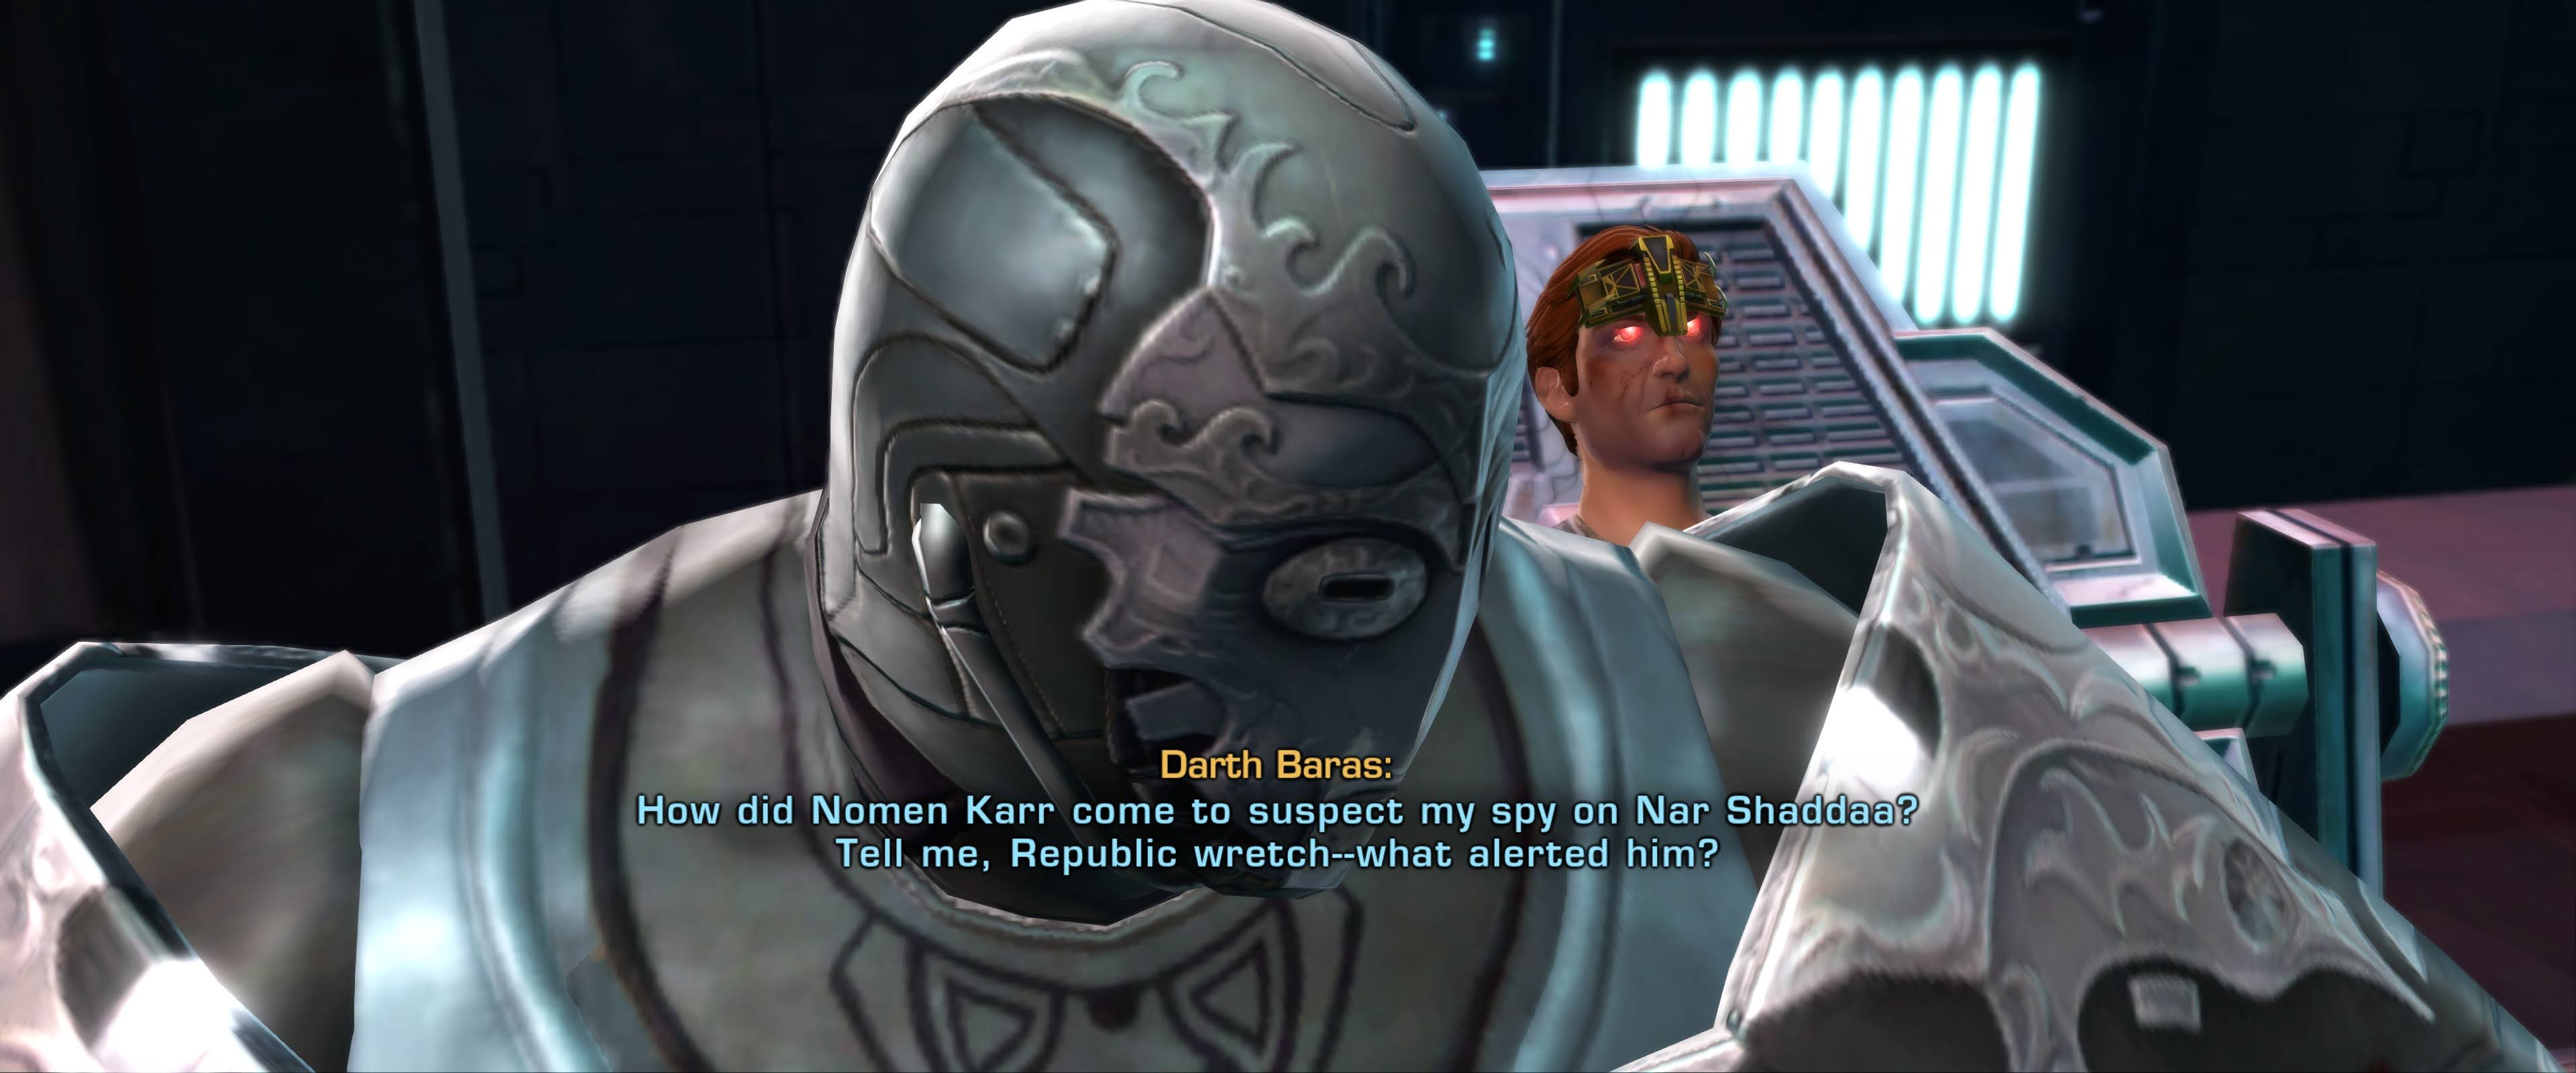 Darth Baras:
How did Nomen Karr come to suspect my spy on Nar Shaddaa?
Tell me, Republic wretch--what alerted him?